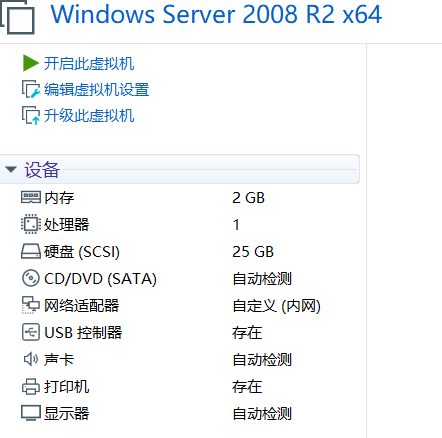 Windows Server 2008 R2 x64
开启此虚拟机
编辑虚拟机设置
升级此虚拟机
设备
内存 2 GB
处理器 1
硬盘 (SCSI) 25 GB
CD/DVD (SATA) 自动检测
网络适配器 自定义 (内网)
USB 控制器 存在
声卡 自动检测
打印机 存在
显示器 自动检测